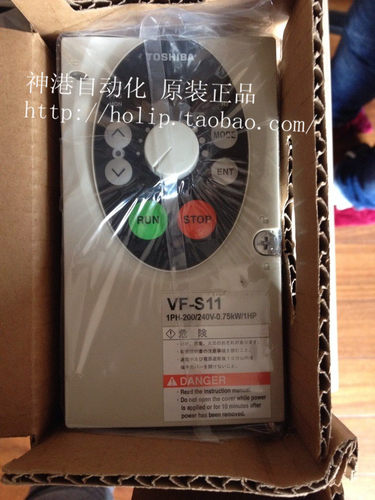 TOSHIBA
神港自动化 原装正品
http://holip.taobao.com/
MODE
ENT
RUN
STOP
VF-S11
1PH-200/240V-0.75kW/1HP
危険
DANGER
· Read the instruction manual.
· Do not open the cover while power
is applied or for 10 minutes after
power has been removed.